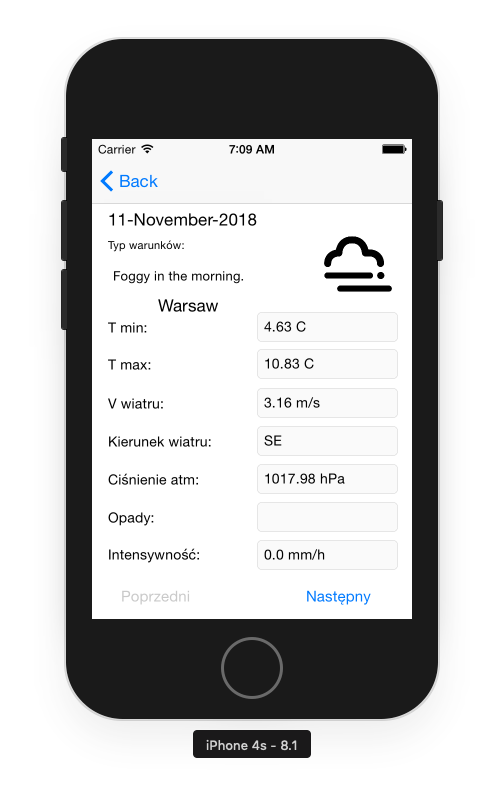 Carrier 7:09 AM
Back
11-November-2018
Typ warunków:
Foggy in the morning.
Warsaw
T min: 4.63 C
T max: 10.83 C
V wiatru: 3.16 m/s
Kierunek wiatru: SE
Ciśnienie atm: 1017.98 hPa
Opady:
Intensywność: 0.0 mm/h
Poprzedni Następny
iPhone 4s - 8.1